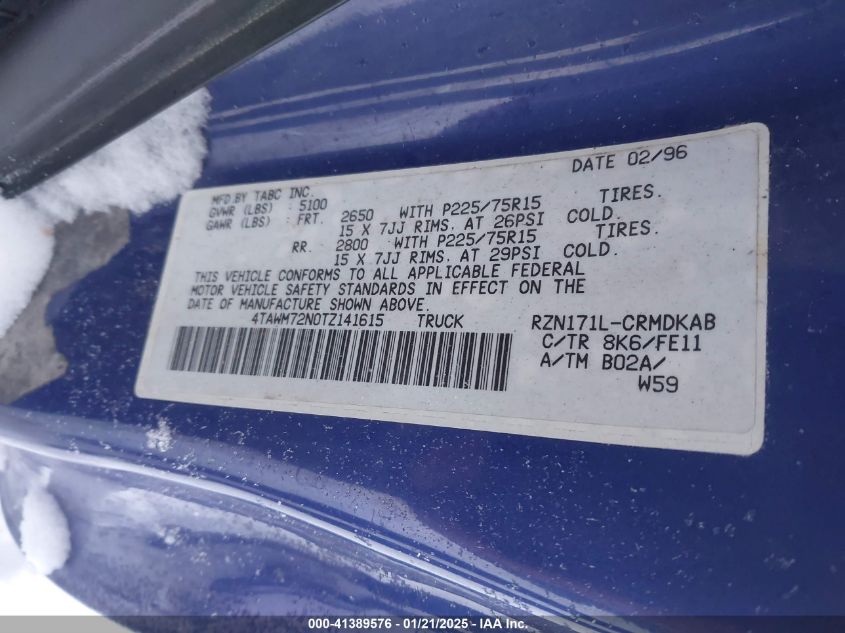 DATE 02/96
MFD.BY TABC INC.
GVWR (LBS) : 5100
GAWR (LBS) : FRT. 2650 WITH P225/75R15 TIRES.
15 X 7JJ RIMS. AT 26PSI COLD.
RR. 2800 WITH P225/75R15 TIRES.
15 X 7JJ RIMS. AT 29PSI COLD.
THIS VEHICLE CONFORMS TO ALL APPLICABLE FEDERAL
MOTOR VEHICLE SAFETY STANDARDS IN EFFECT ON THE
DATE OF MANUFACTURE SHOWN ABOVE.
4TAWM72N0TZ141615 TRUCK RZN171L-CRMDKAB
C/TR 8K6/FE11
A/TM B02A/
W59
000-41389576 - 01/21/2025 - IAA Inc.